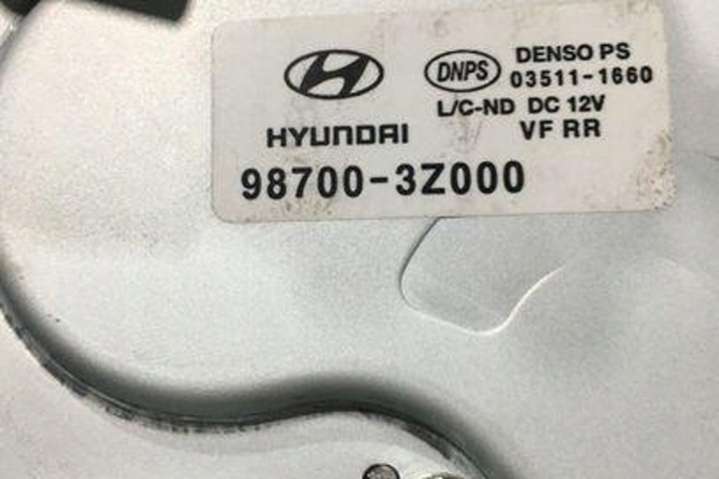 DNPS
DENSO PS
03511-1660
L/C-ND DC 12V
HYUNDAI
VF RR
98700-3Z000